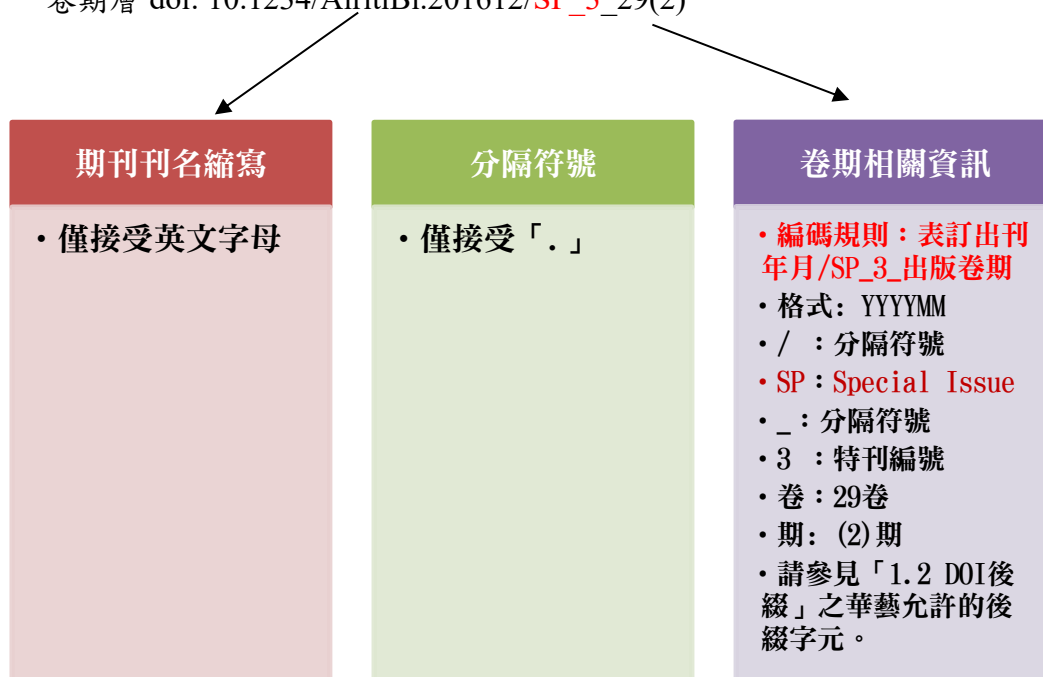 卷期層 doi: 10.1234/AiritiBI.201612/SP_3_29(2)
期刊刊名縮寫
・僅接受英文字母
分隔符號
・僅接受「.」
卷期相關資訊
・編碼規則：表訂出刊
年月/SP_3_出版卷期
・格式: YYYYMM
・/ ：分隔符號
・SP：Special Issue
・_：分隔符號
・3 ：特刊編號
・卷：29卷
・期: (2)期
・請參見「1.2 DOI後
綴」之華藝允許的後
綴字元。